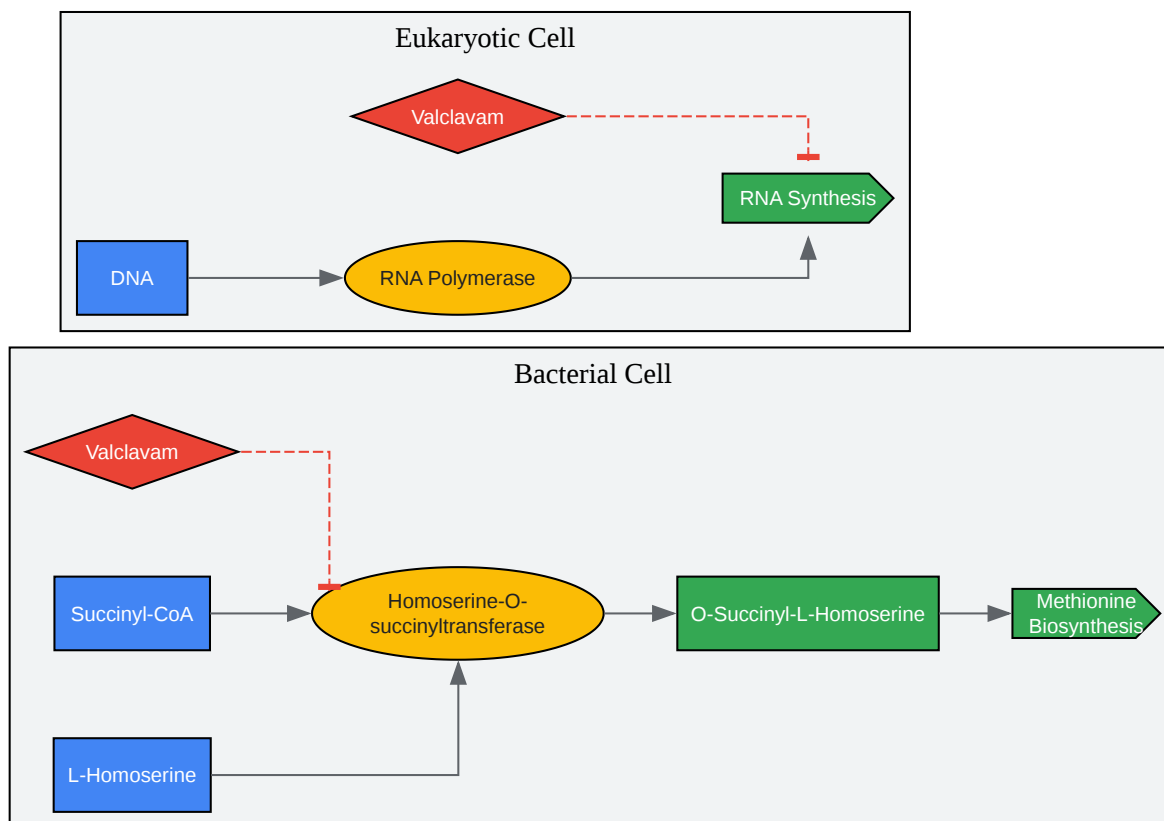 Eukaryotic Cell
Valclavam
RNA Synthesis
DNA
RNA Polymerase
Bacterial Cell
Valclavam
Succinyl-CoA
Homoserine-O-
succinyltransferase
O-Succinyl-L-Homoserine
Methionine
Biosynthesis
L-Homoserine